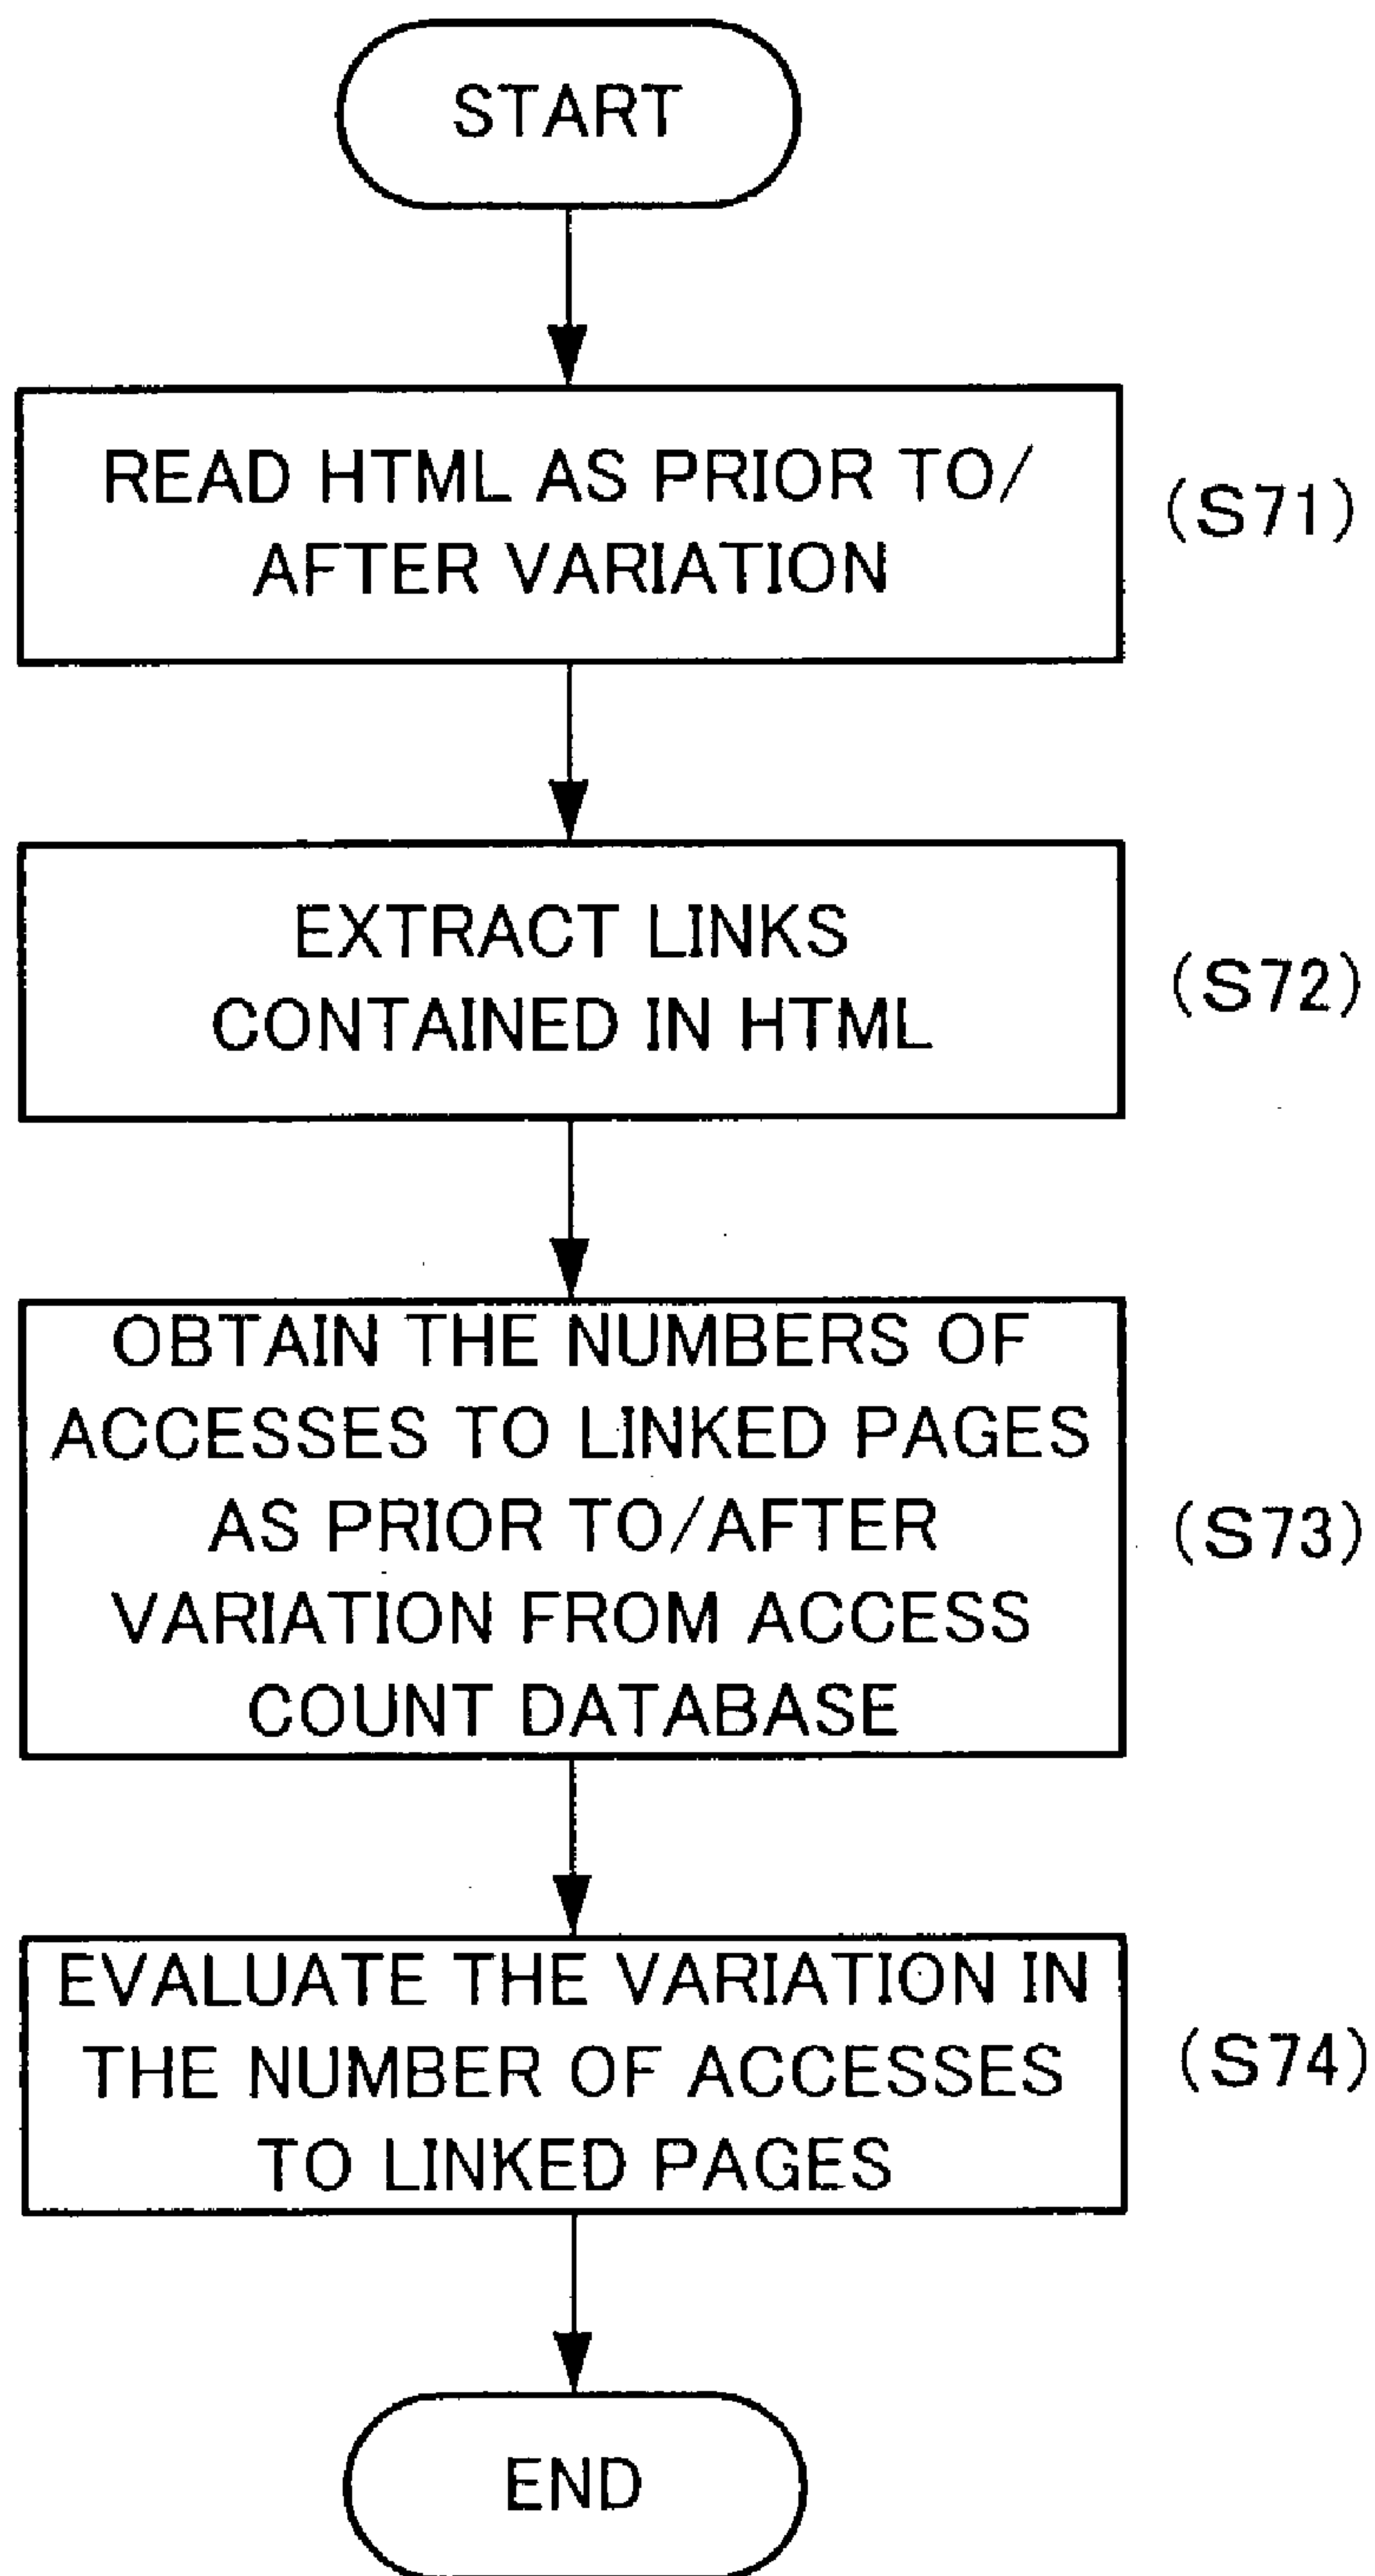 START
READ HTML AS PRIOR TO/
AFTER VARIATION
(S71)
EXTRACT LINKS
CONTAINED IN HTML
(S72)
OBTAIN THE NUMBERS OF
ACCESSES TO LINKED PAGES
AS PRIOR TO/AFTER
VARIATION FROM ACCESS
COUNT DATABASE
(S73)
EVALUATE THE VARIATION IN
THE NUMBER OF ACCESSES
TO LINKED PAGES
(S74)
END